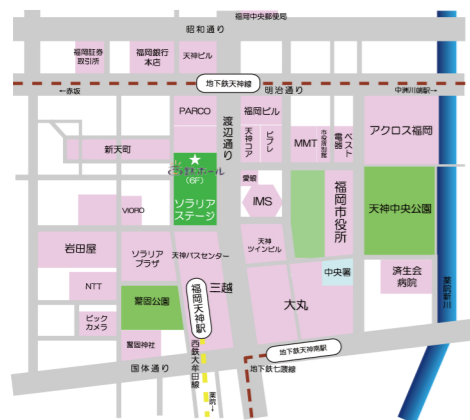 福岡中央郵便局
昭和通り
福岡証券
取引所
福岡銀行
本店
天神ビル
地下鉄天神線
←赤坂
明治通り
中洲川端駅→
PARCO
渡辺通り
福岡ビル
天神
コア
ビブレ
MMT
市役所別館
ベスト
電器
アクロス福岡
新天町
(6F)
ソラリア
ステージ
愛眼
IMS
福岡市役所
天神中央公園
VIORO
岩田屋
ソラリア
プラザ
天神バスセンター
天神
ツインビル
中央署
済生会
病院
薬院新川
NTT
警固公園
福岡天神駅
三越
大丸
ビック
カメラ
警固神社
西鉄大牟田線
地下鉄天神南駅
国体通り
地下鉄七隈線
薬院→